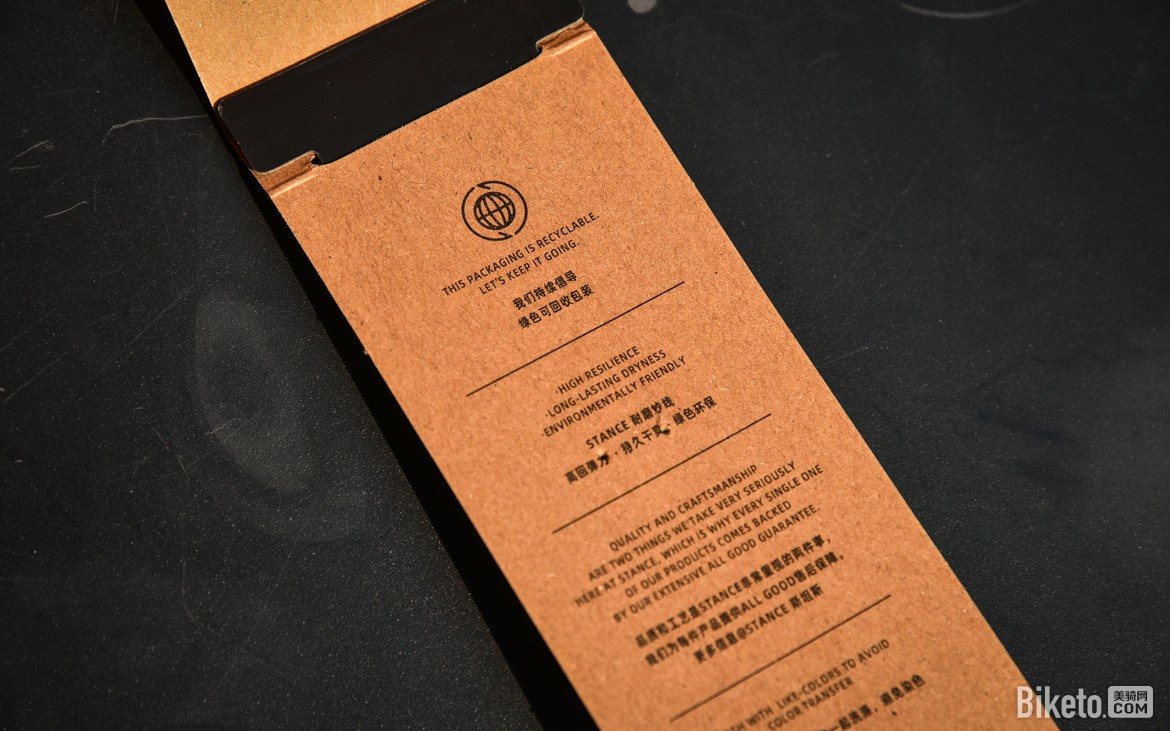 THIS PACKAGING IS RECYCLABLE.
LET'S KEEP IT GOING.
我们持续倡导
绿色可回收包装
·HIGH RESILIENCE
·LONG-LASTING DRYNESS
·ENVIRONMENTALLY FRIENDLY
STANCE 耐磨纱线
高回弹力·持久干爽·绿色环保
QUALITY AND CRAFTSMANSHIP
ARE TWO THINGS WE TAKE VERY SERIOUSLY
HERE AT STANCE, WHICH IS WHY EVERY SINGLE ONE
OF OUR PRODUCTS COMES BACKED
BY OUR EXTENSIVE ALL GOOD GUARANTEE.
品质和工艺是STANCE非常重视的两件事，
我们为每件产品提供ALL GOOD售后保障。
更多信息@STANCE 斯坦斯
WITH LIKE-COLORS TO AVOID
COLOR TRANSFER
一起洗涤，避免染色
Biketo.美骑网
COM